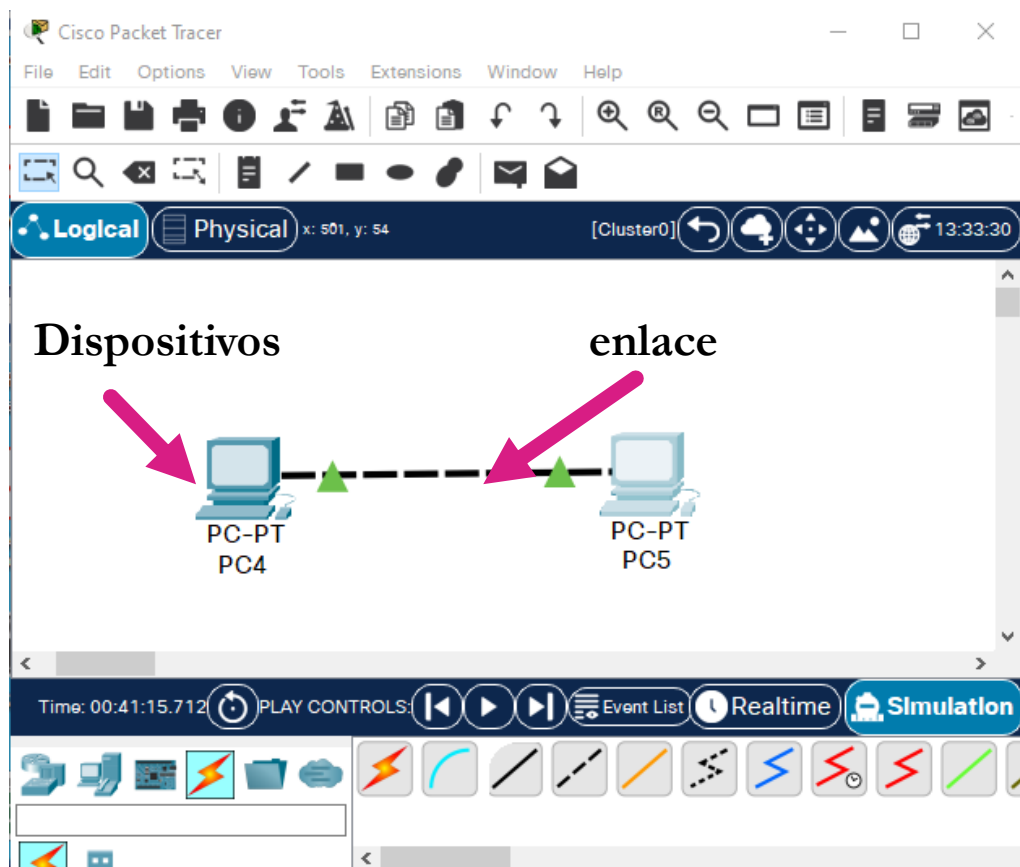 Cisco Packet Tracer
File Edit Options View Tools Extensions Window Help
Logical Physical x: 501, y: 54 [Cluster0] 13:33:30
Dispositivos enlace
PC-PT PC-PT
PC4 PC5
Time: 00:41:15.712 PLAY CONTROLS: Event List Realtime Simulation